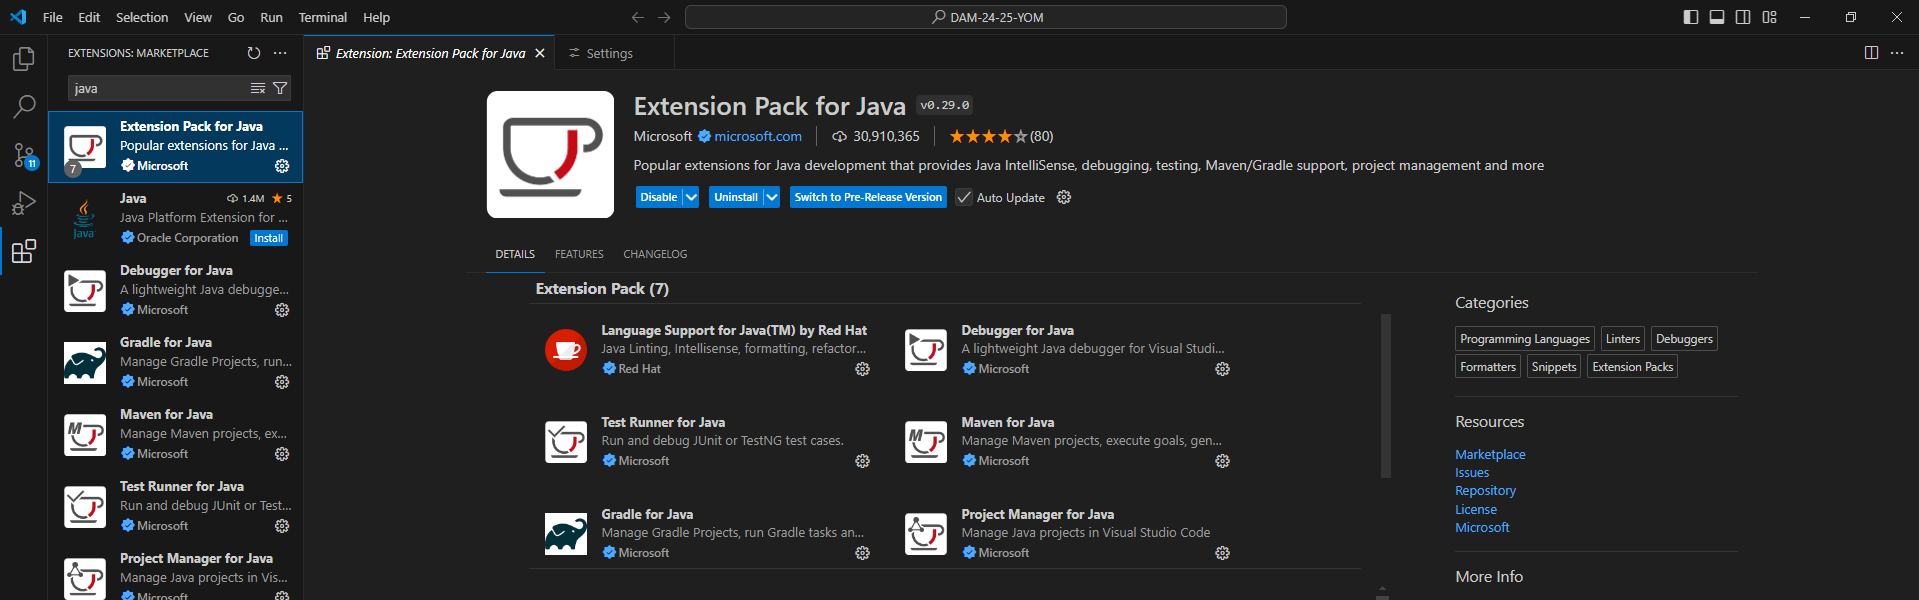 File Edit Selection View Go Run Terminal Help
DAM-24-25-YOM
EXTENSIONS: MARKETPLACE
java
Extension Pack for Java
Popular extensions for Java ...
Microsoft
7
11
Java 1.4M 5
Java Platform Extension for ...
Java
Oracle Corporation Install
Debugger for Java
A lightweight Java debugge...
Microsoft
Gradle for Java
Manage Gradle Projects, run...
Microsoft
Maven for Java
Manage Maven projects, ex...
M
Microsoft
Test Runner for Java
Run and debug JUnit or Test...
Microsoft
Project Manager for Java
Manage Java projects in Vis...
Microsoft
Extension: Extension Pack for Java
Settings
Extension Pack for Java v0.29.0
Microsoft microsoft.com 30,910,365 (80)
Popular extensions for Java development that provides Java IntelliSense, debugging, testing, Maven/Gradle support, project management and more
Disable Uninstall Switch to Pre-Release Version Auto Update
DETAILS FEATURES CHANGELOG
Extension Pack (7)
Language Support for Java(TM) by Red Hat
Java Linting, Intellisense, formatting, refactor...
Red Hat
Debugger for Java
A lightweight Java debugger for Visual Studi...
Microsoft
Test Runner for Java
Run and debug JUnit or TestNG test cases.
Microsoft
Maven for Java
Manage Maven projects, execute goals, gen...
M
Microsoft
Gradle for Java
Manage Gradle Projects, run Gradle tasks an...
Microsoft
Project Manager for Java
Manage Java projects in Visual Studio Code
Microsoft
Categories
Programming Languages Linters Debuggers
Formatters Snippets Extension Packs
Resources
Marketplace
Issues
Repository
License
Microsoft
More Info